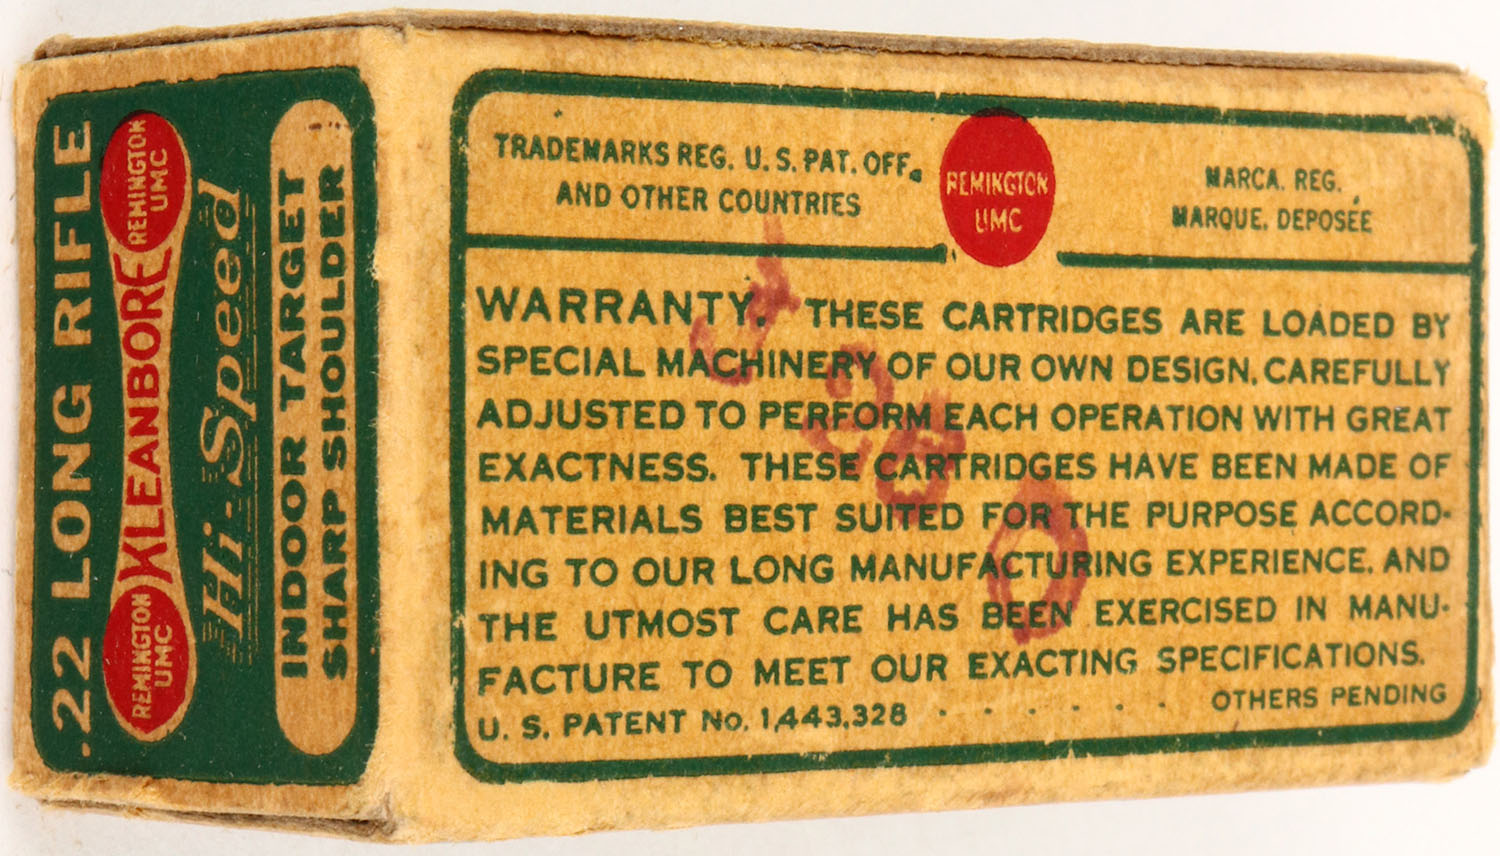 .22 LONG RIFLE
REMINGTON
UMC
KLEANBORE
REMINGTON
UMC
Hi-Speed
INDOOR TARGET
SHARP SHOULDER
TRADEMARKS REG. U. S. PAT. OFF.
AND OTHER COUNTRIES
REMINGTON
UMC
MARCA. REG.
MARQUE. DEPOSÉE
WARRANTY. THESE CARTRIDGES ARE LOADED BY
SPECIAL MACHINERY OF OUR OWN DESIGN, CAREFULLY
ADJUSTED TO PERFORM EACH OPERATION WITH GREAT
EXACTNESS. THESE CARTRIDGES HAVE BEEN MADE OF
MATERIALS BEST SUITED FOR THE PURPOSE ACCORD-
ING TO OUR LONG MANUFACTURING EXPERIENCE, AND
THE UTMOST CARE HAS BEEN EXERCISED IN MANU-
FACTURE TO MEET OUR EXACTING SPECIFICATIONS.
U. S. PATENT No. 1,443,328 . . . . . . OTHERS PENDING